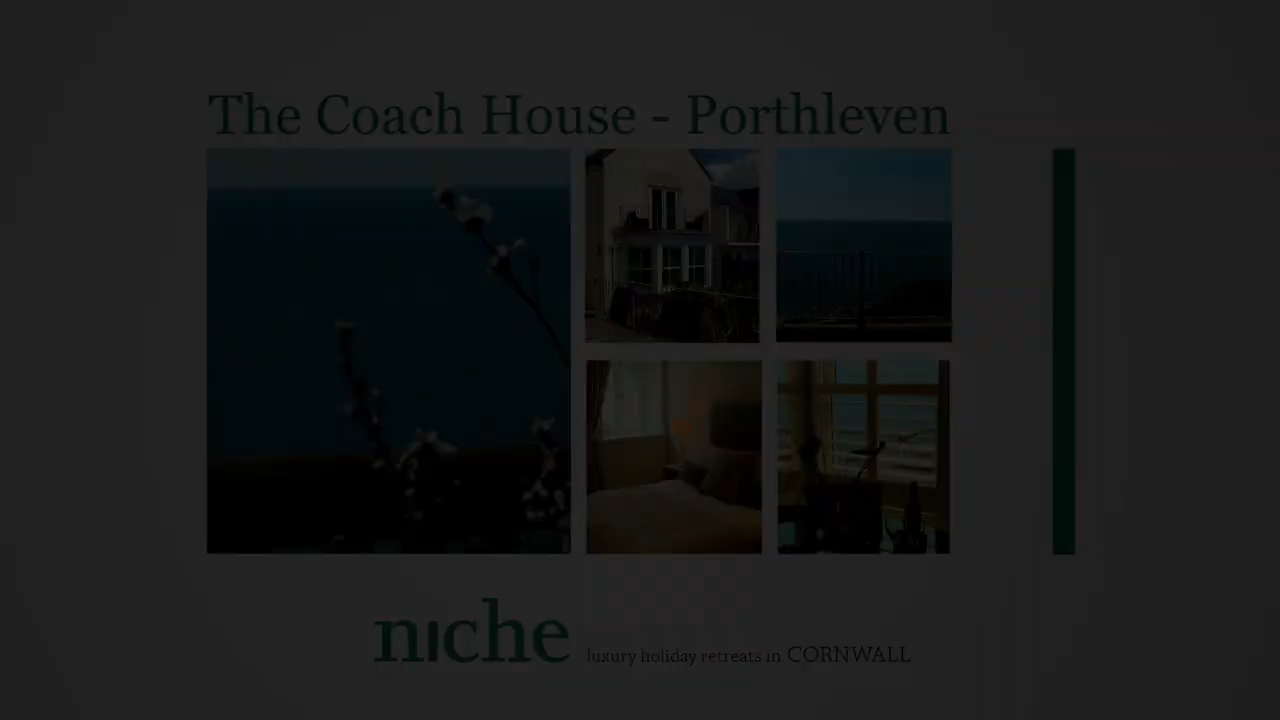 The Coach House - Porthleven
niche luxury holiday retreats in CORNWALL